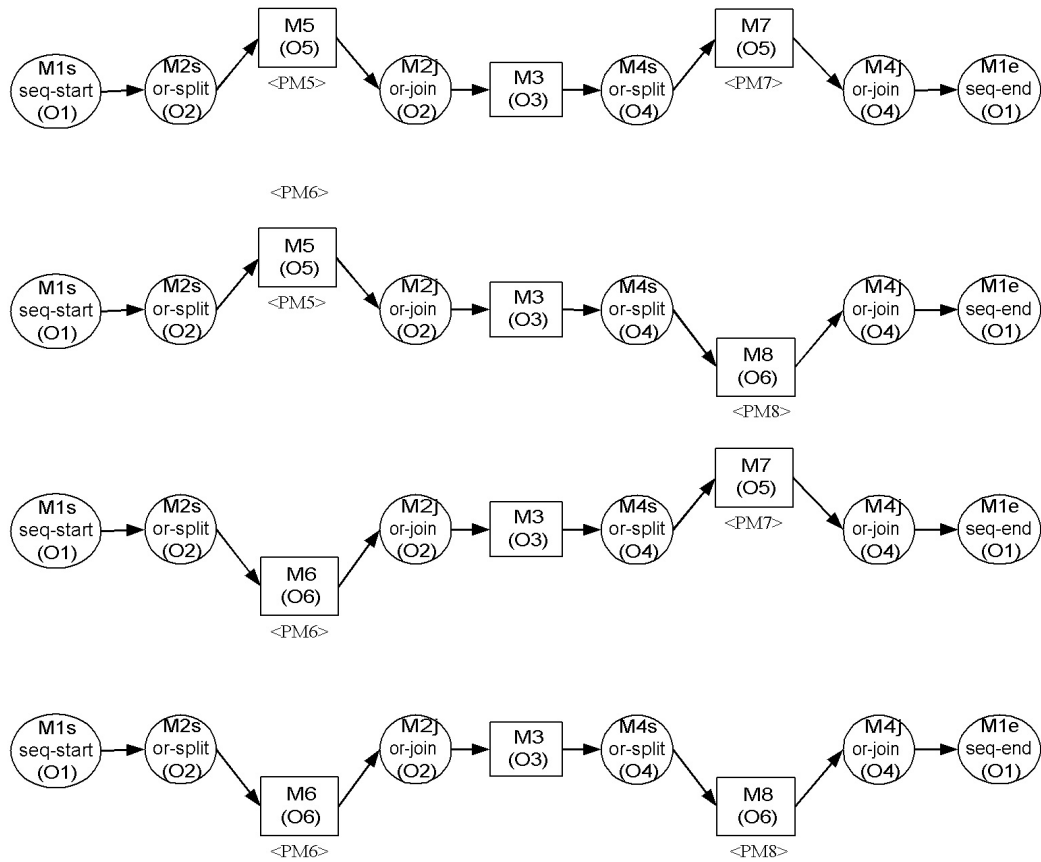 M1s
seq-start
(O1)
M2s
or-split
(O2)
M5
(O5)
<PM5>
M2j
or-join
(O2)
M3
(O3)
M4s
or-split
(O4)
M7
(O5)
<PM7>
M4j
or-join
(O4)
M1e
seq-end
(O1)
<PM6>
M1s
seq-start
(O1)
M2s
or-split
(O2)
M5
(O5)
<PM5>
M2j
or-join
(O2)
M3
(O3)
M4s
or-split
(O4)
M8
(O6)
<PM8>
M4j
or-join
(O4)
M1e
seq-end
(O1)
M1s
seq-start
(O1)
M2s
or-split
(O2)
M6
(O6)
<PM6>
M2j
or-join
(O2)
M3
(O3)
M4s
or-split
(O4)
M7
(O5)
<PM7>
M4j
or-join
(O4)
M1e
seq-end
(O1)
M1s
seq-start
(O1)
M2s
or-split
(O2)
M6
(O6)
<PM6>
M2j
or-join
(O2)
M3
(O3)
M4s
or-split
(O4)
M8
(O6)
<PM8>
M4j
or-join
(O4)
M1e
seq-end
(O1)